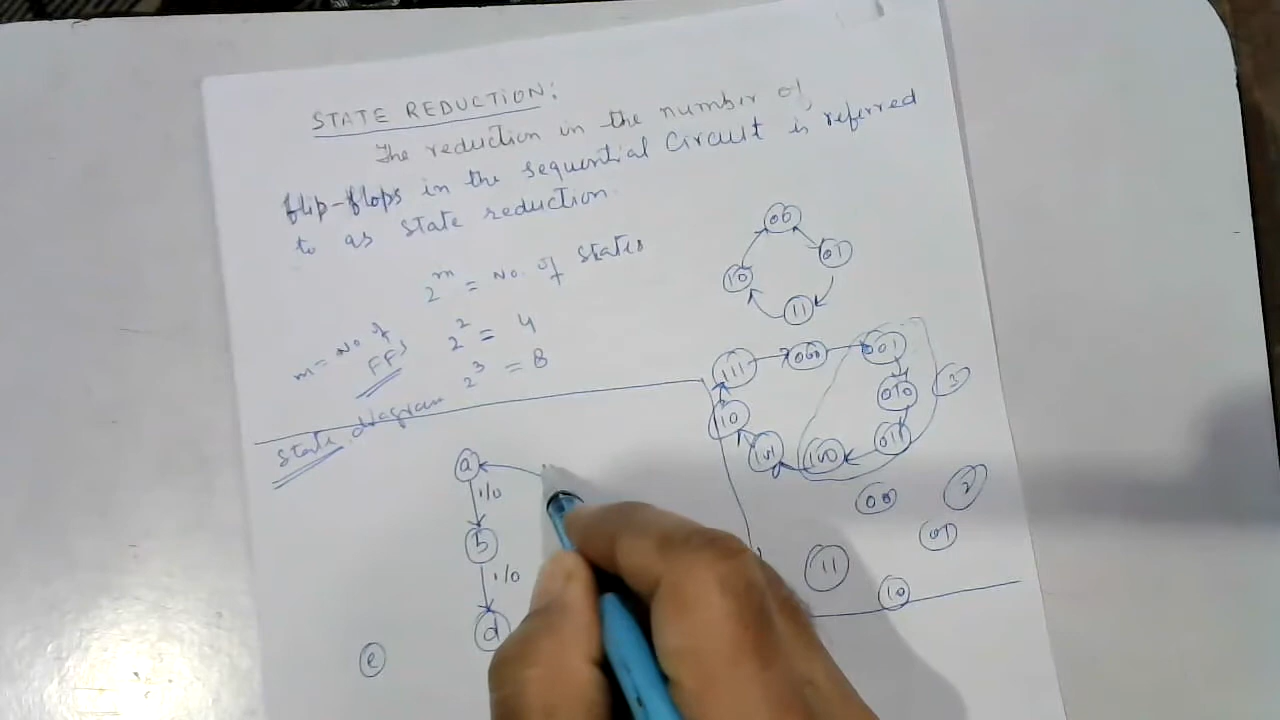 STATE REDUCTION:
The reduction in the number of
flip-flops in the sequential circuit is referred
to as state reduction.
2^m = No. of states
m = No of FFs
2^2 = 4
2^3 = 8
00
01
11
10
111
000
001
010
011
100
101
110
3
State diagram
a
1/0
b
1/0
d
e
00
2
01
11
10